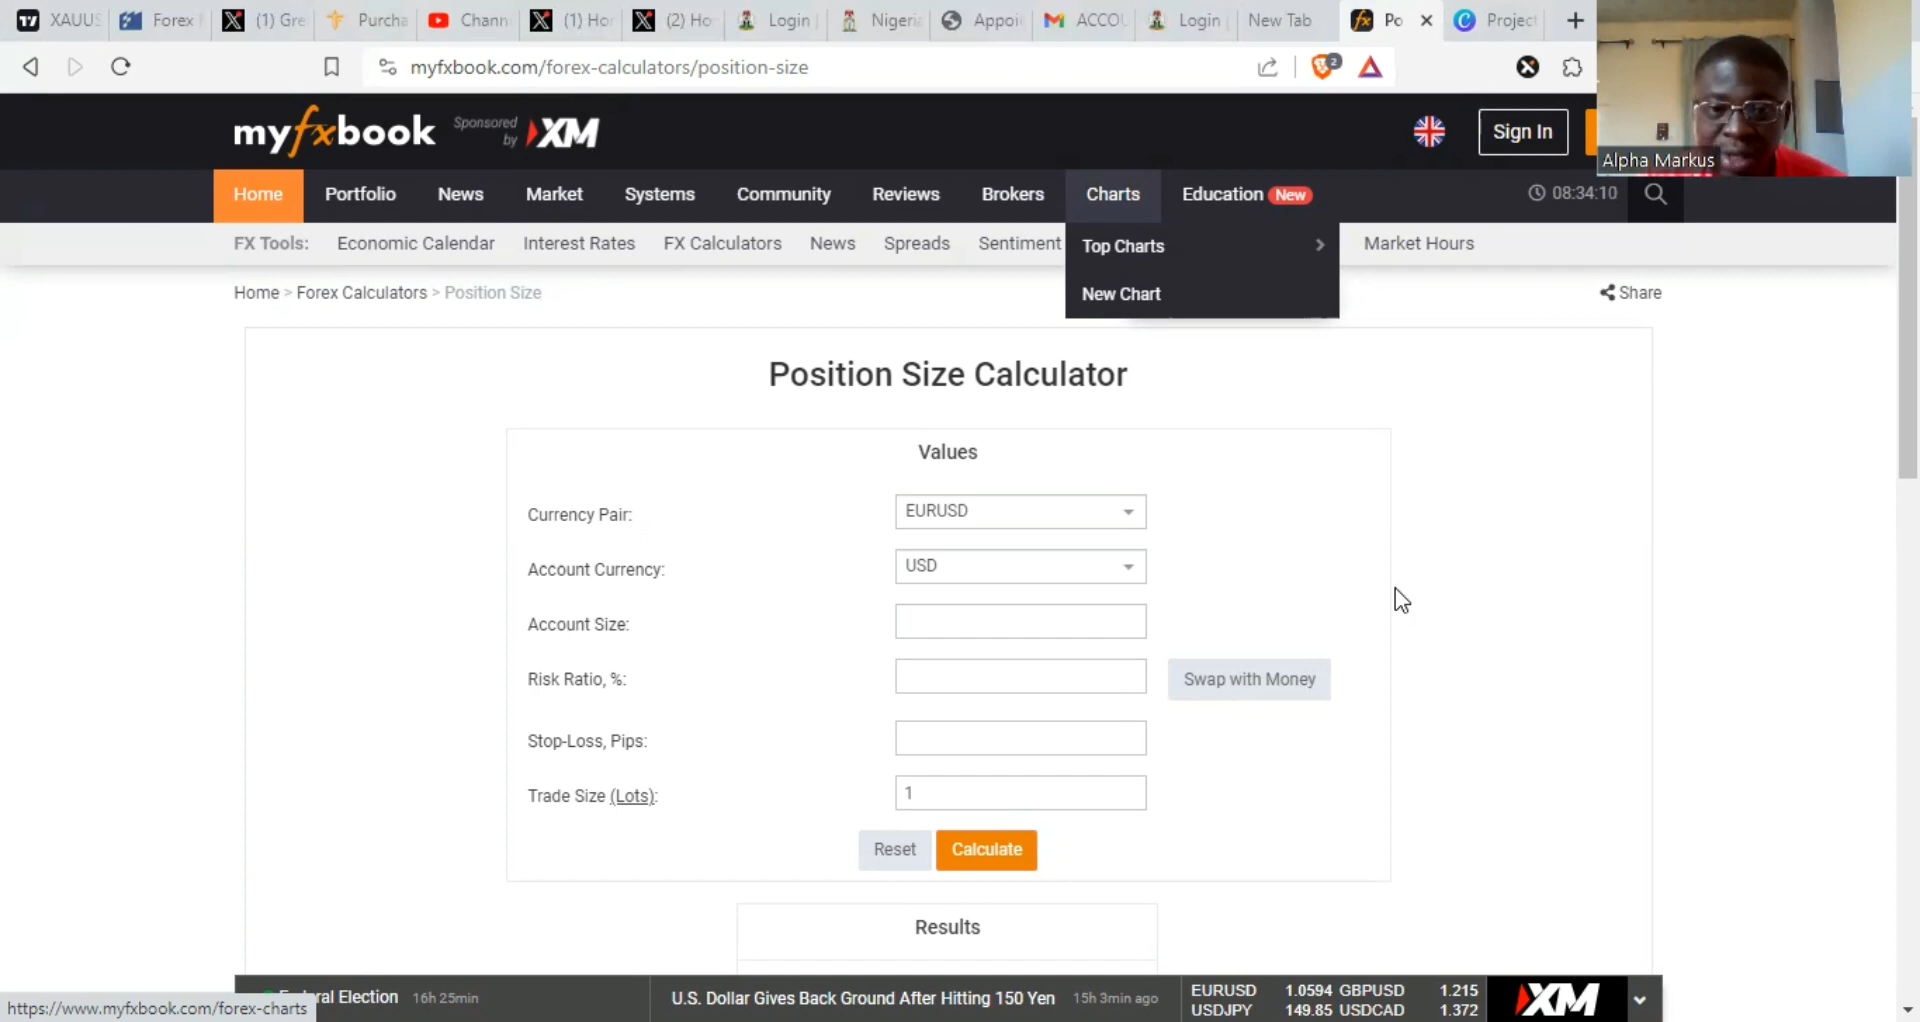 XAUUS
Forex
(1) Gre
Purcha
Chann
(1) Ho
(2) Ho
Login
Nigeria
Appoi
ACCOU
Login
New Tab
Po
Project
myfxbook.com/forex-calculators/position-size
2
myfxbook Sponsored by XM
Sign In
Alpha Markus
Home Portfolio News Market Systems Community Reviews Brokers Charts Education New 08:34:10
FX Tools: Economic Calendar Interest Rates FX Calculators News Spreads Sentiment Market Hours
Top Charts
New Chart
Home > Forex Calculators > Position Size
Share
Position Size Calculator
Values
Currency Pair: EURUSD
Account Currency: USD
Account Size:
Risk Ratio, %: Swap with Money
Stop-Loss, Pips:
Trade Size (Lots): 1
Reset Calculate
Results
ral Election 16h 25min
U.S. Dollar Gives Back Ground After Hitting 150 Yen 15h 3min ago
EURUSD 1.0594 GBPUSD 1.215
USDJPY 149.85 USDCAD 1.372
XM
https://www.myfxbook.com/forex-charts